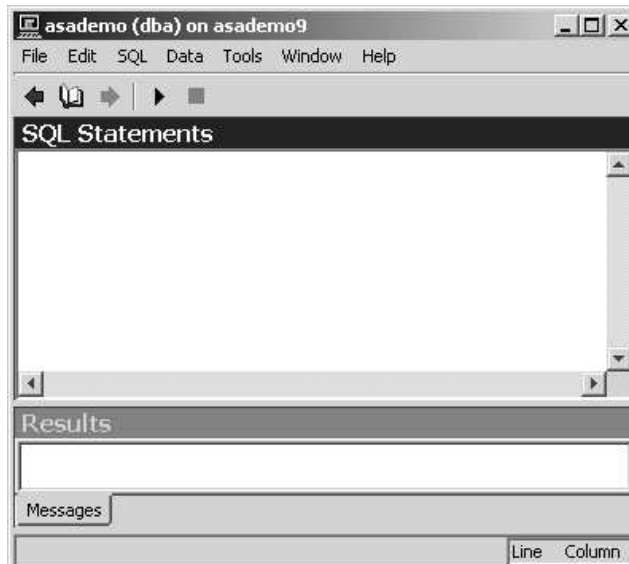 asademo (dba) on asademo9
File Edit SQL Data Tools Window Help
SQL Statements
Results
Messages
Line Column